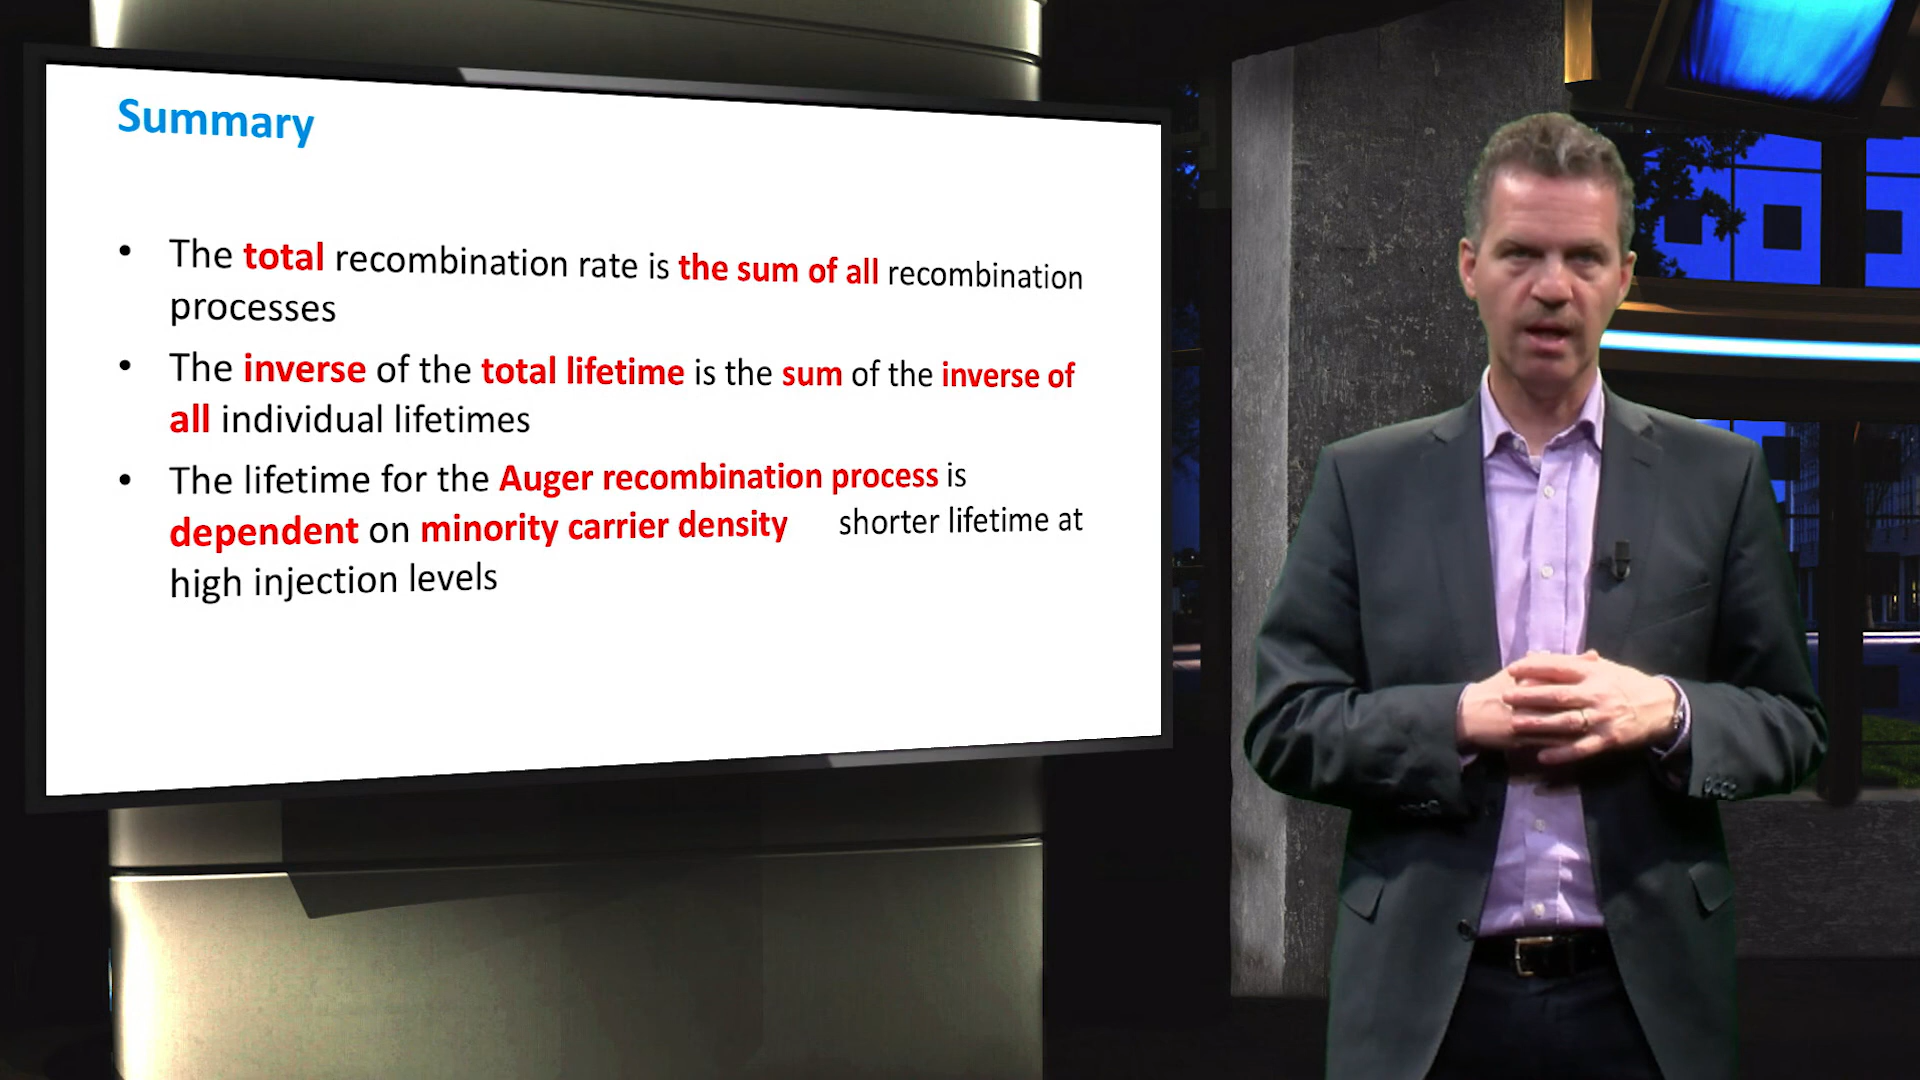 Summary
• The total recombination rate is the sum of all recombination
processes
• The inverse of the total lifetime is the sum of the inverse of
all individual lifetimes
• The lifetime for the Auger recombination process is
dependent on minority carrier density shorter lifetime at
high injection levels